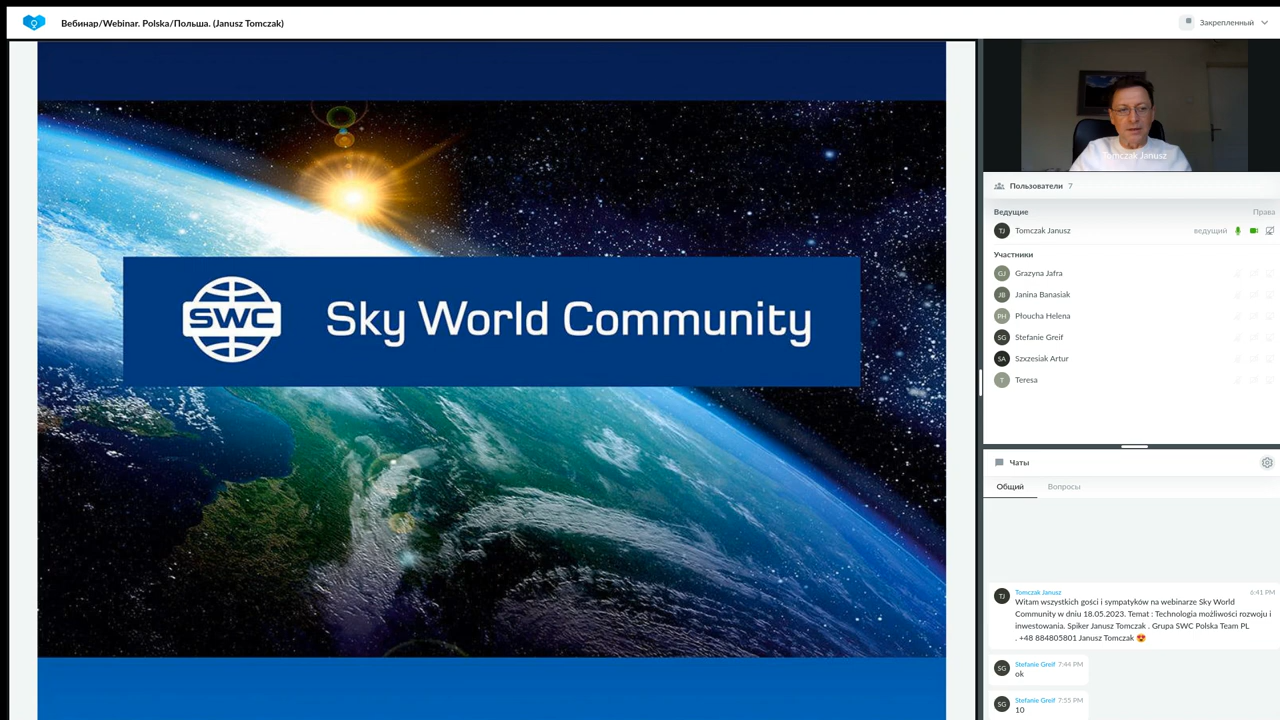 Вебинар/Webinar. Polska/Польша. (Janusz Tomczak)
Закрепленный
SWC
Sky World Community
Tomczak Janusz
Пользователи 7
Ведущие
Права
TJ Tomczak Janusz ведущий
Участники
GJ Grazyna Jafra
JB Janina Banasiak
PH Płoucha Helena
SG Stefanie Greif
SA Szxzesiak Artur
T Teresa
Чаты
Общий Вопросы
TJ Tomczak Janusz 6:41 PM
Witam wszystkich gości i sympatyków na webinarze Sky World
Community w dniu 18.05.2023. Temat : Technologia możliwości rozwoju i
inwestowania. Spiker Janusz Tomczak . Grupa SWC Polska Team PL
. +48 884805801 Janusz Tomczak 😍
SG Stefanie Greif 7:44 PM
ok
SG Stefanie Greif 7:55 PM
10